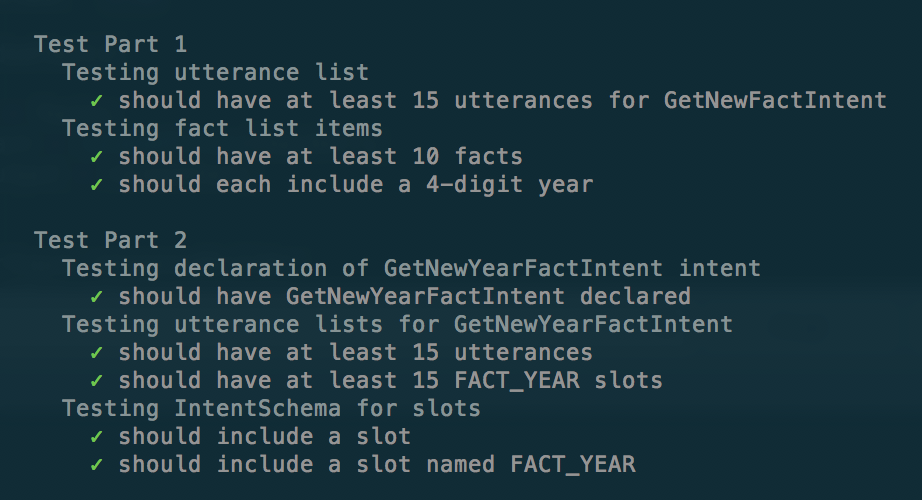 Test Part 1
Testing utterance list
✓ should have at least 15 utterances for GetNewFactIntent
Testing fact list items
✓ should have at least 10 facts
✓ should each include a 4-digit year
Test Part 2
Testing declaration of GetNewYearFactIntent intent
✓ should have GetNewYearFactIntent declared
Testing utterance lists for GetNewYearFactIntent
✓ should have at least 15 utterances
✓ should have at least 15 FACT_YEAR slots
Testing IntentSchema for slots
✓ should include a slot
✓ should include a slot named FACT_YEAR